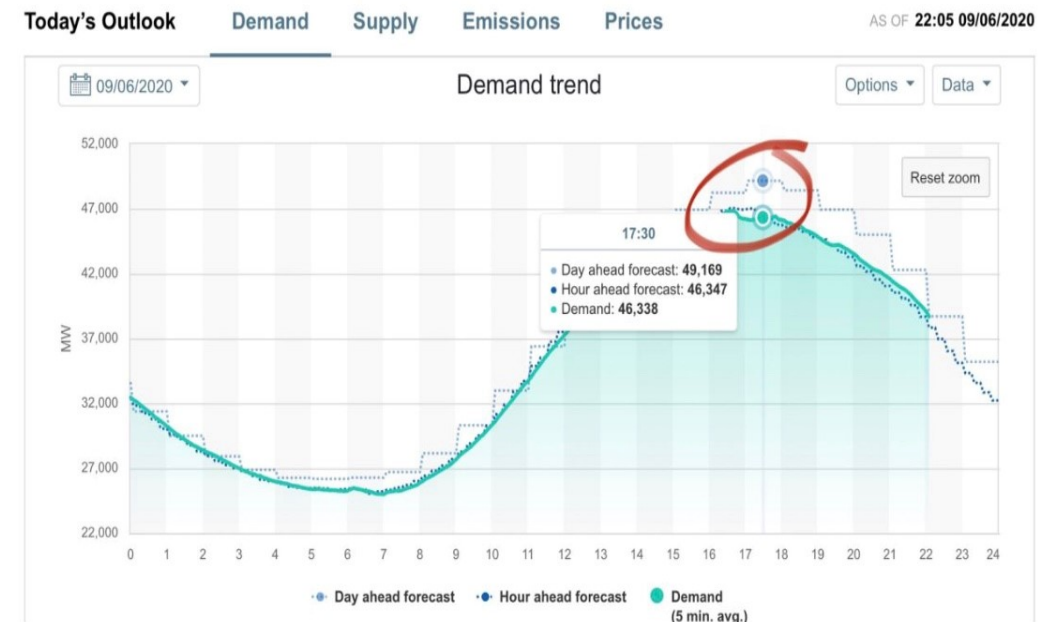 Today's Outlook Demand Supply Emissions Prices AS OF 22:05 09/06/2020
09/06/2020 Demand trend Options Data
52,000
Reset zoom
47,000
17:30
Day ahead forecast: 49,169
Hour ahead forecast: 46,347
Demand: 46,338
42,000
37,000
MW
32,000
27,000
22,000
0 1 2 3 4 5 6 7 8 9 10 11 12 13 14 15 16 17 18 19 20 21 22 23 24
Day ahead forecast Hour ahead forecast Demand
(5 min. avg.)